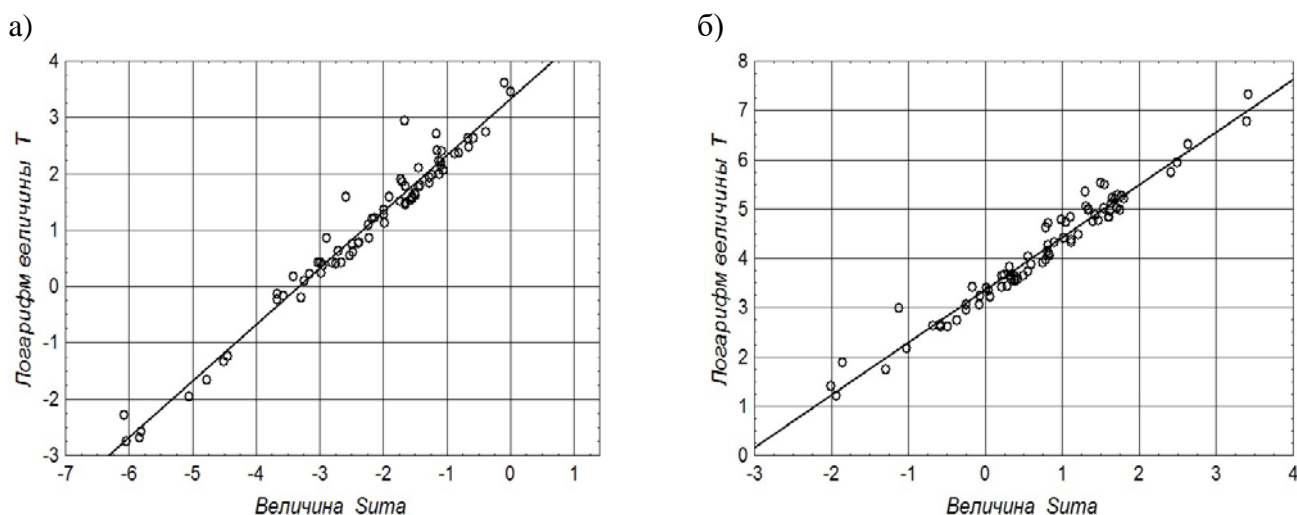 а)
б)
4
3
2
1
0
-1
-2
-3
Логарифм величины T
-7 -6 -5 -4 -3 -2 -1 0 1
Величина Suma
8
7
6
5
4
3
2
1
0
Логарифм величины T
-3 -2 -1 0 1 2 3 4
Величина Suma